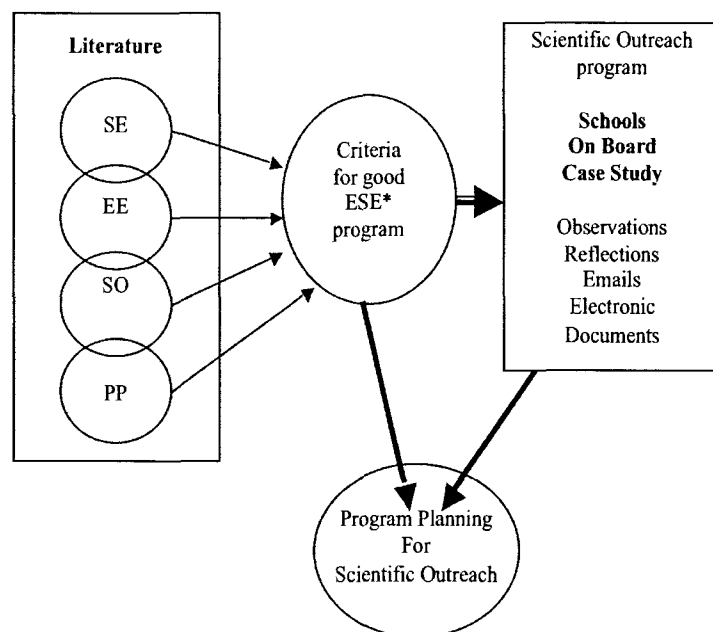 Literature
SE
EE
SO
PP
Criteria
for good
ESE*
program
Scientific Outreach
program
Schools
On Board
Case Study
Observations
Reflections
Emails
Electronic
Documents
Program Planning
For
Scientific Outreach